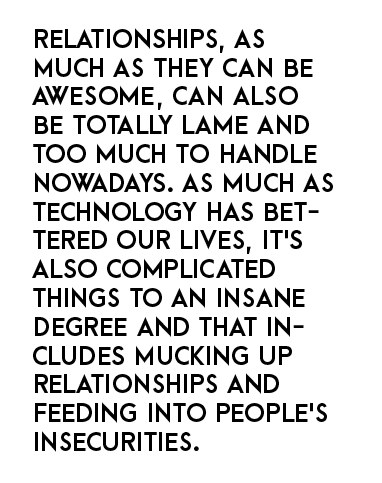 RELATIONSHIPS, AS
MUCH AS THEY CAN BE
AWESOME, CAN ALSO
BE TOTALLY LAME AND
TOO MUCH TO HANDLE
NOWADAYS. AS MUCH AS
TECHNOLOGY HAS BET-
TERED OUR LIVES, IT'S
ALSO COMPLICATED
THINGS TO AN INSANE
DEGREE AND THAT IN-
CLUDES MUCKING UP
RELATIONSHIPS AND
FEEDING INTO PEOPLE'S
INSECURITIES.